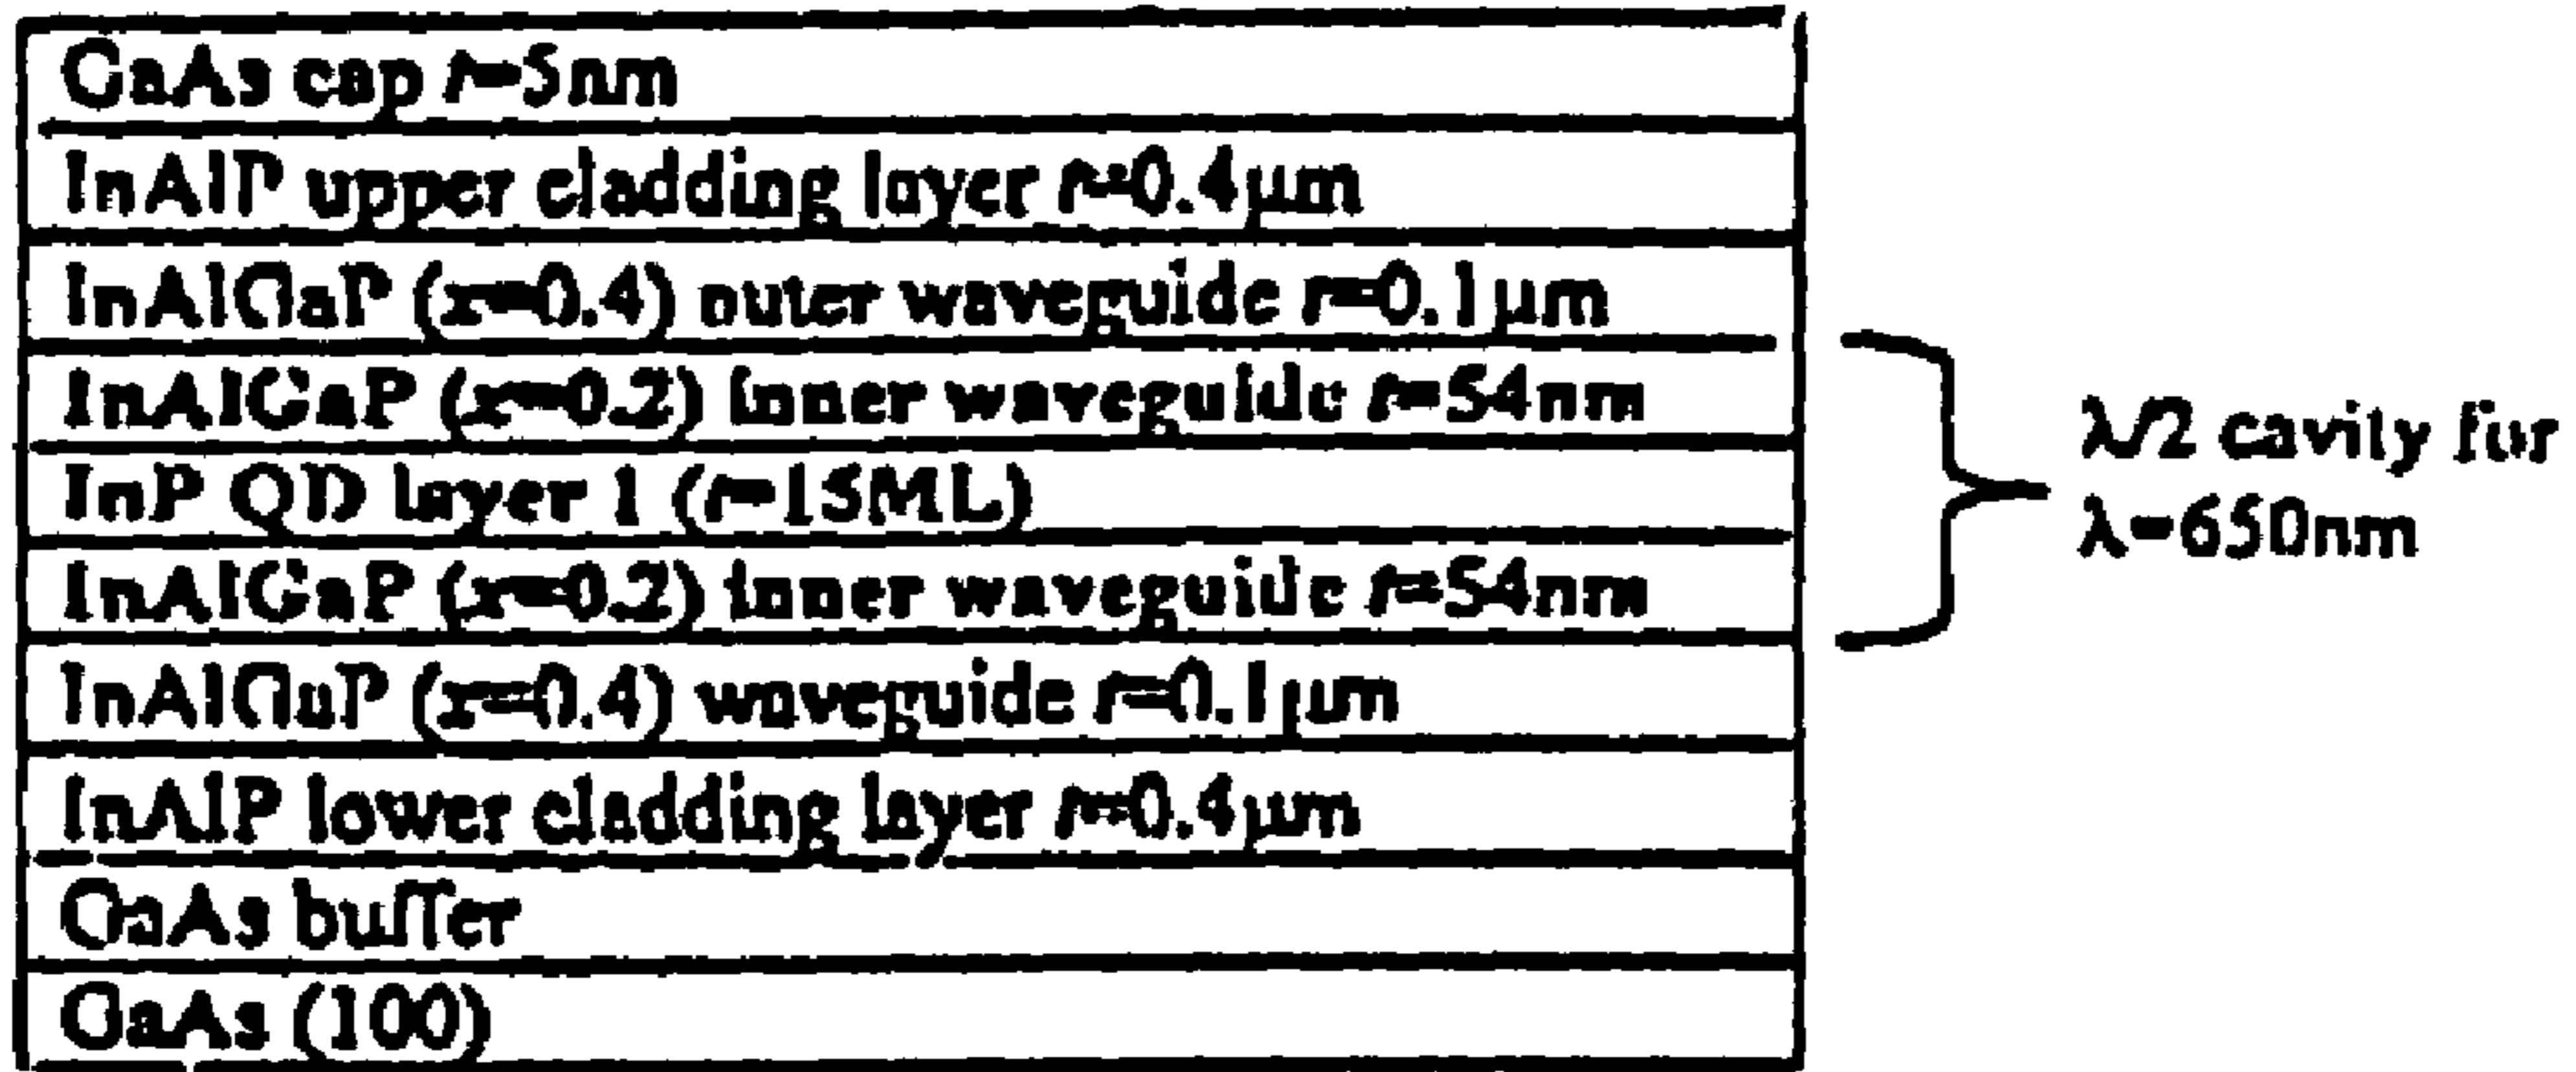 GaAs cap t=5nm
InAlP upper cladding layer t=0.4μm
InAlGaP (x=0.4) outer waveguide t=0.1μm
InAlGaP (x=0.2) inner waveguide t=54nm
InP QD layer 1 (t=15ML)
InAlGaP (x=0.2) inner waveguide t=54nm
InAlGaP (x=0.4) waveguide t=0.1μm
InAlP lower cladding layer t=0.4μm
GaAs buffer
GaAs (100)
λ/2 cavity for
λ=650nm